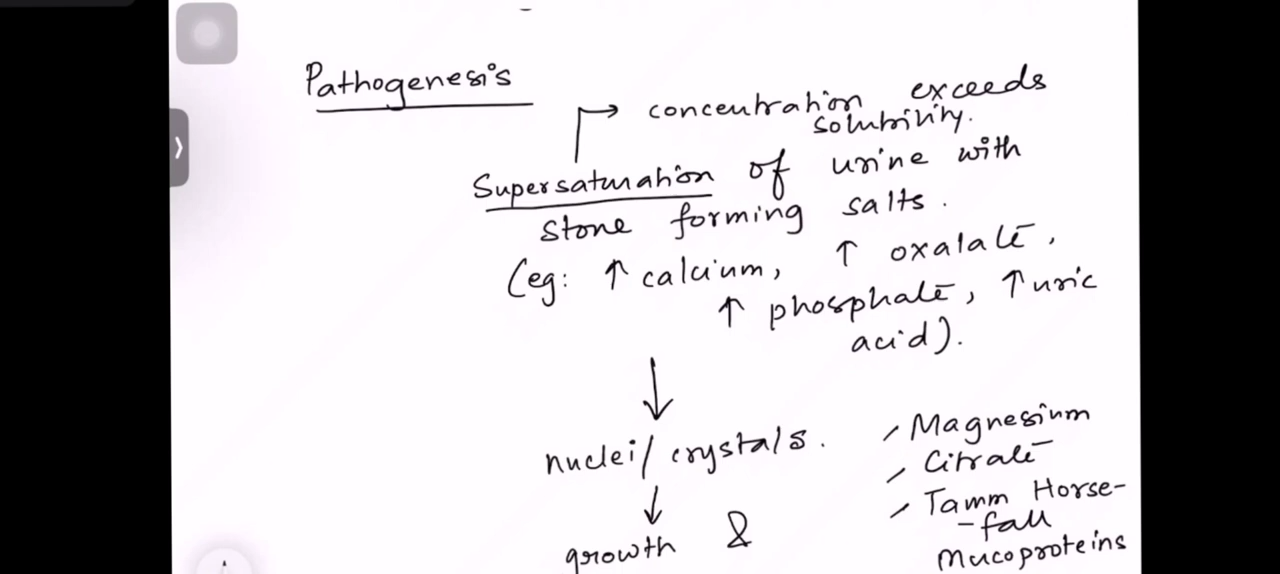 Pathogenesis
→ concentration exceeds
solubility.
Supersaturation of urine with
stone forming salts.
(eg: ↑ calcium, ↑ oxalate,
↑ phosphate, ↑ uric
acid).
↓
nuclei/ crystals.
↓
growth &
Magnesium
Citrate
Tamm Horse-
-fall
Mucoproteins